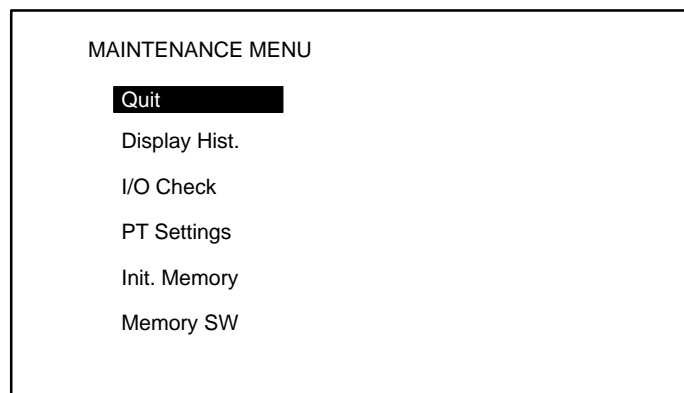 MAINTENANCE MENU
Quit
Display Hist.
I/O Check
PT Settings
Init. Memory
Memory SW